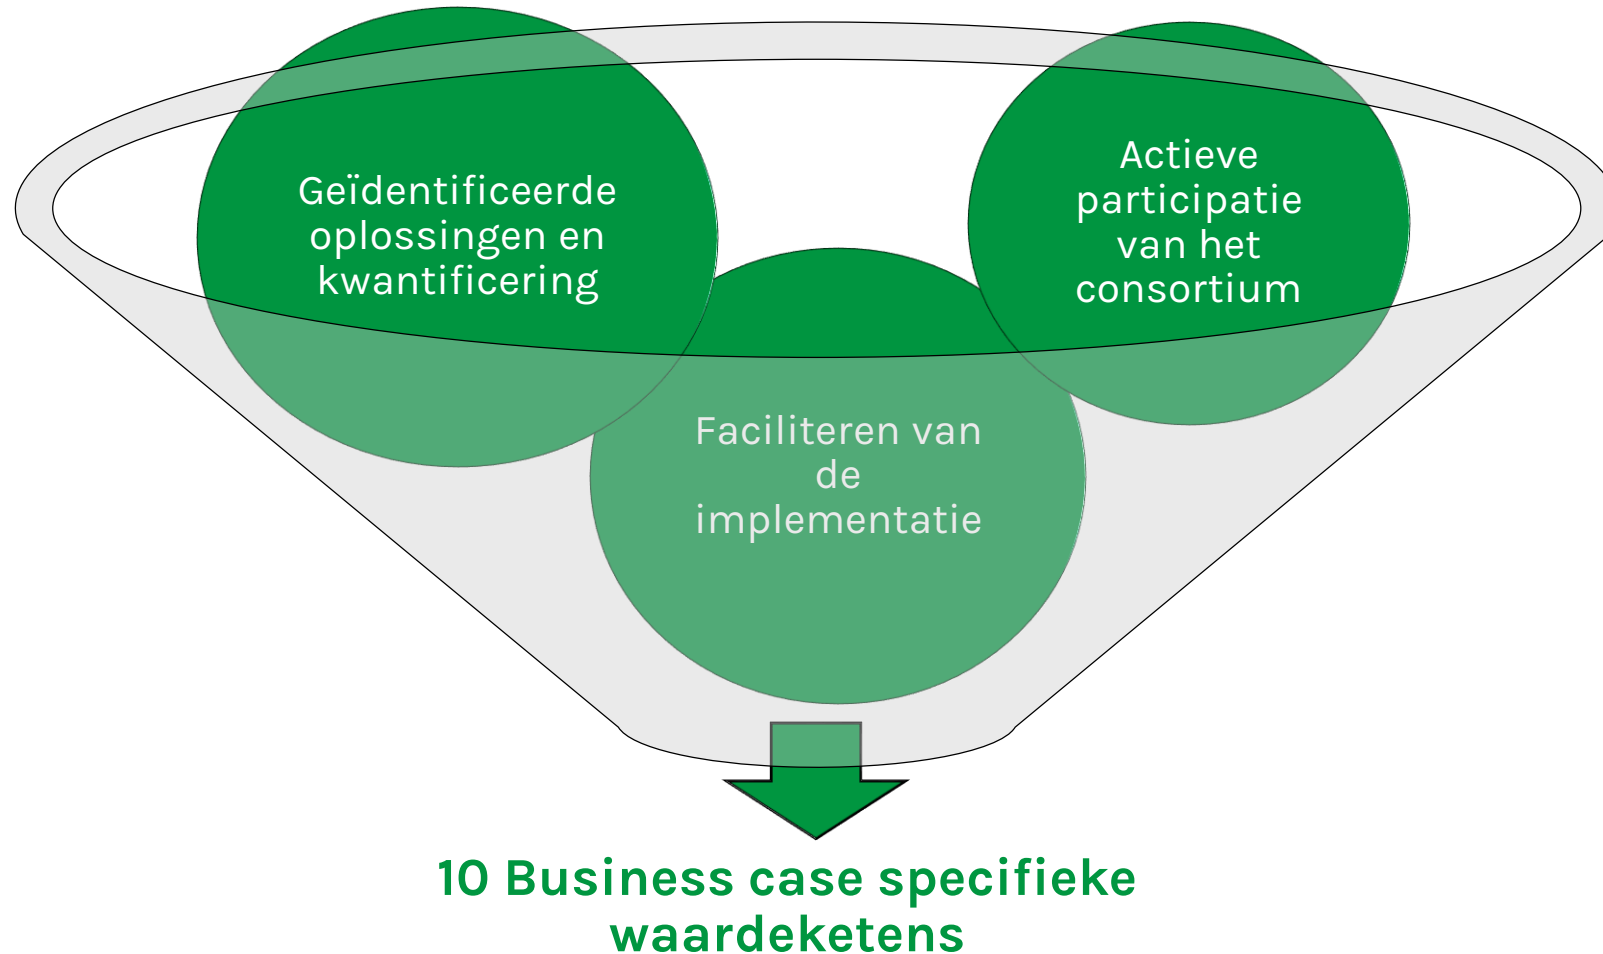 Geïdentificeerde
oplossingen en
kwantificering
Actieve
participatie
van het
consortium
Faciliteren van
de
implementatie
10 Business case specifieke
waardeketens